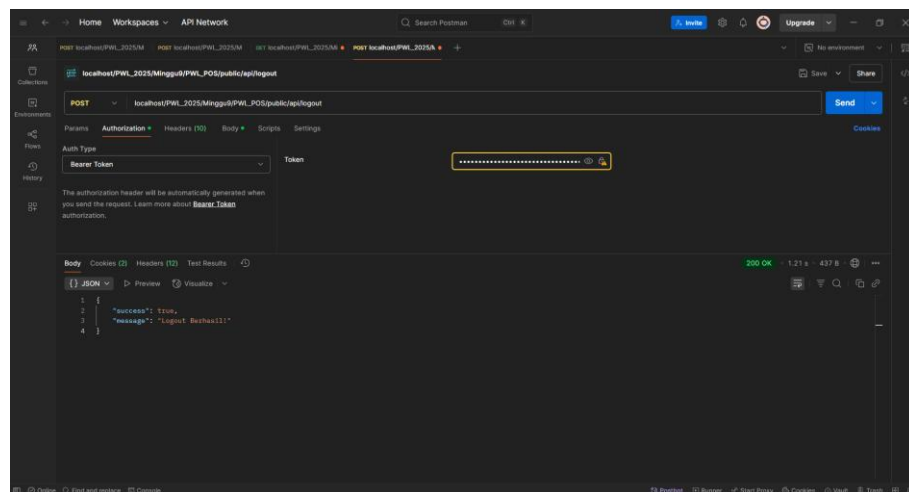 Home Workspaces API Network Search Postman Ctrl K Invite Upgrade
POST localhost/PWL_2025/M POST localhost/PWL_2025/M GET localhost/PWL_2025/Mi POST localhost/PWL_2025/M No environment
localhost/PWL_2025/Minggu9/PWL_POS/public/api/logout Save Share
Collections
POST localhost/PWL_2025/Minggu9/PWL_POS/public/api/logout Send
Environments
Params Authorization Headers (10) Body Scripts Settings Cookies
Flows
Auth Type
Bearer Token Token
History
The authorization header will be automatically generated when
you send the request. Learn more about Bearer Token
authorization.
Body Cookies (2) Headers (12) Test Results 200 OK 1.21 s 437 B
{} JSON Preview Visualize
1 {
2 "success": true,
3 "message": "Logout Berhasil!"
4 }
Online Find and replace Console Postbot Runner Start Proxy Cookies Vault Trash